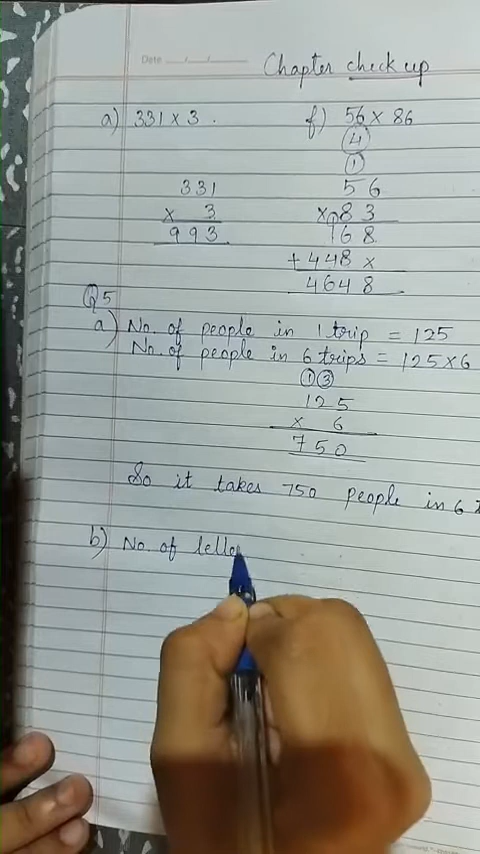 Date
Chapter check up
a) 331 x 3 .
f) 56 x 86
4
1
331
x 3
993
56
x 83
168
+ 448 x
4648
Q5
a) No. of people in 1 trip = 125
No. of people in 6 trips = 125 x 6
1 3
125
x 6
750
So it takes 750 people in 6
b) No. of lette